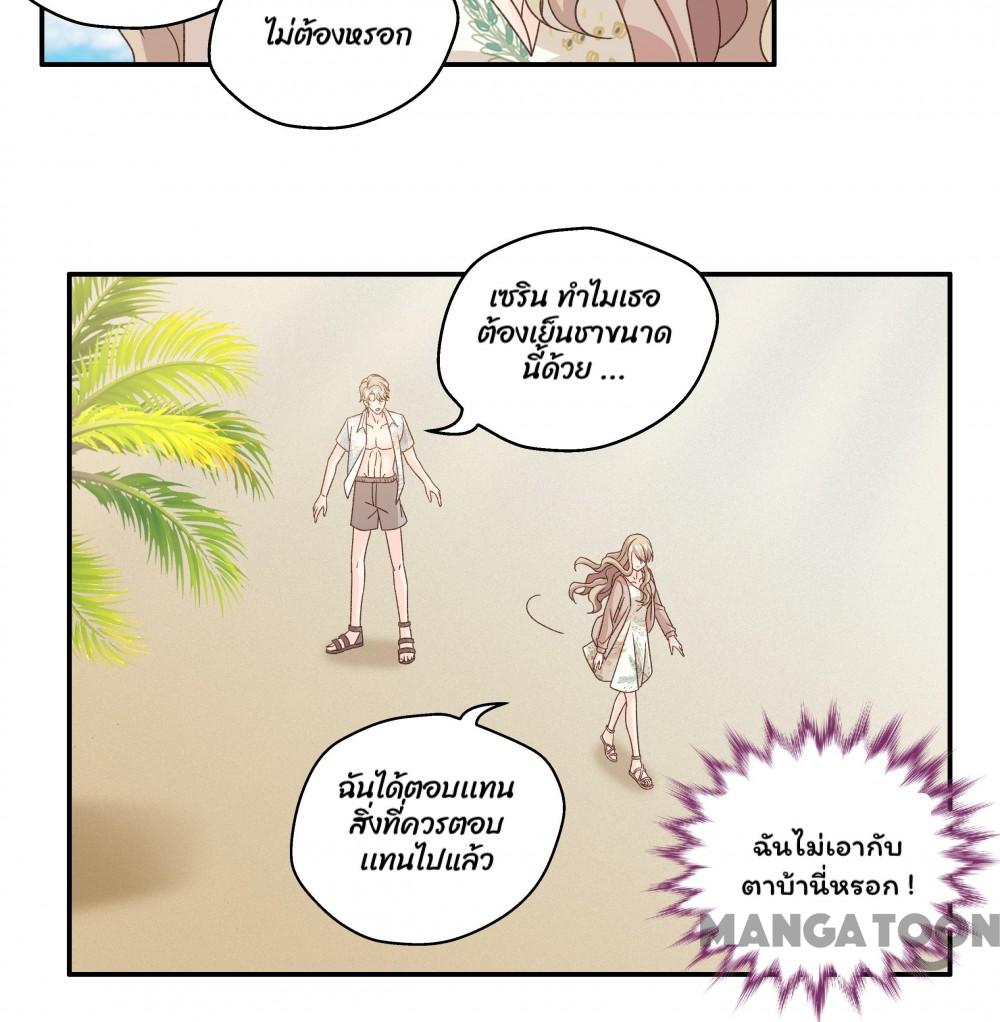 ไม่ต้องหรอก
เซริน ทำไมเธอ
ต้องเย็นชาขนาด
นี้ด้วย ...
ฉันได้ตอบแทน
สิ่งที่ควรตอบ
แทนไปแล้ว
ฉันไม่เอากับ
ตาบ้านี่หรอก !
MANGATOON